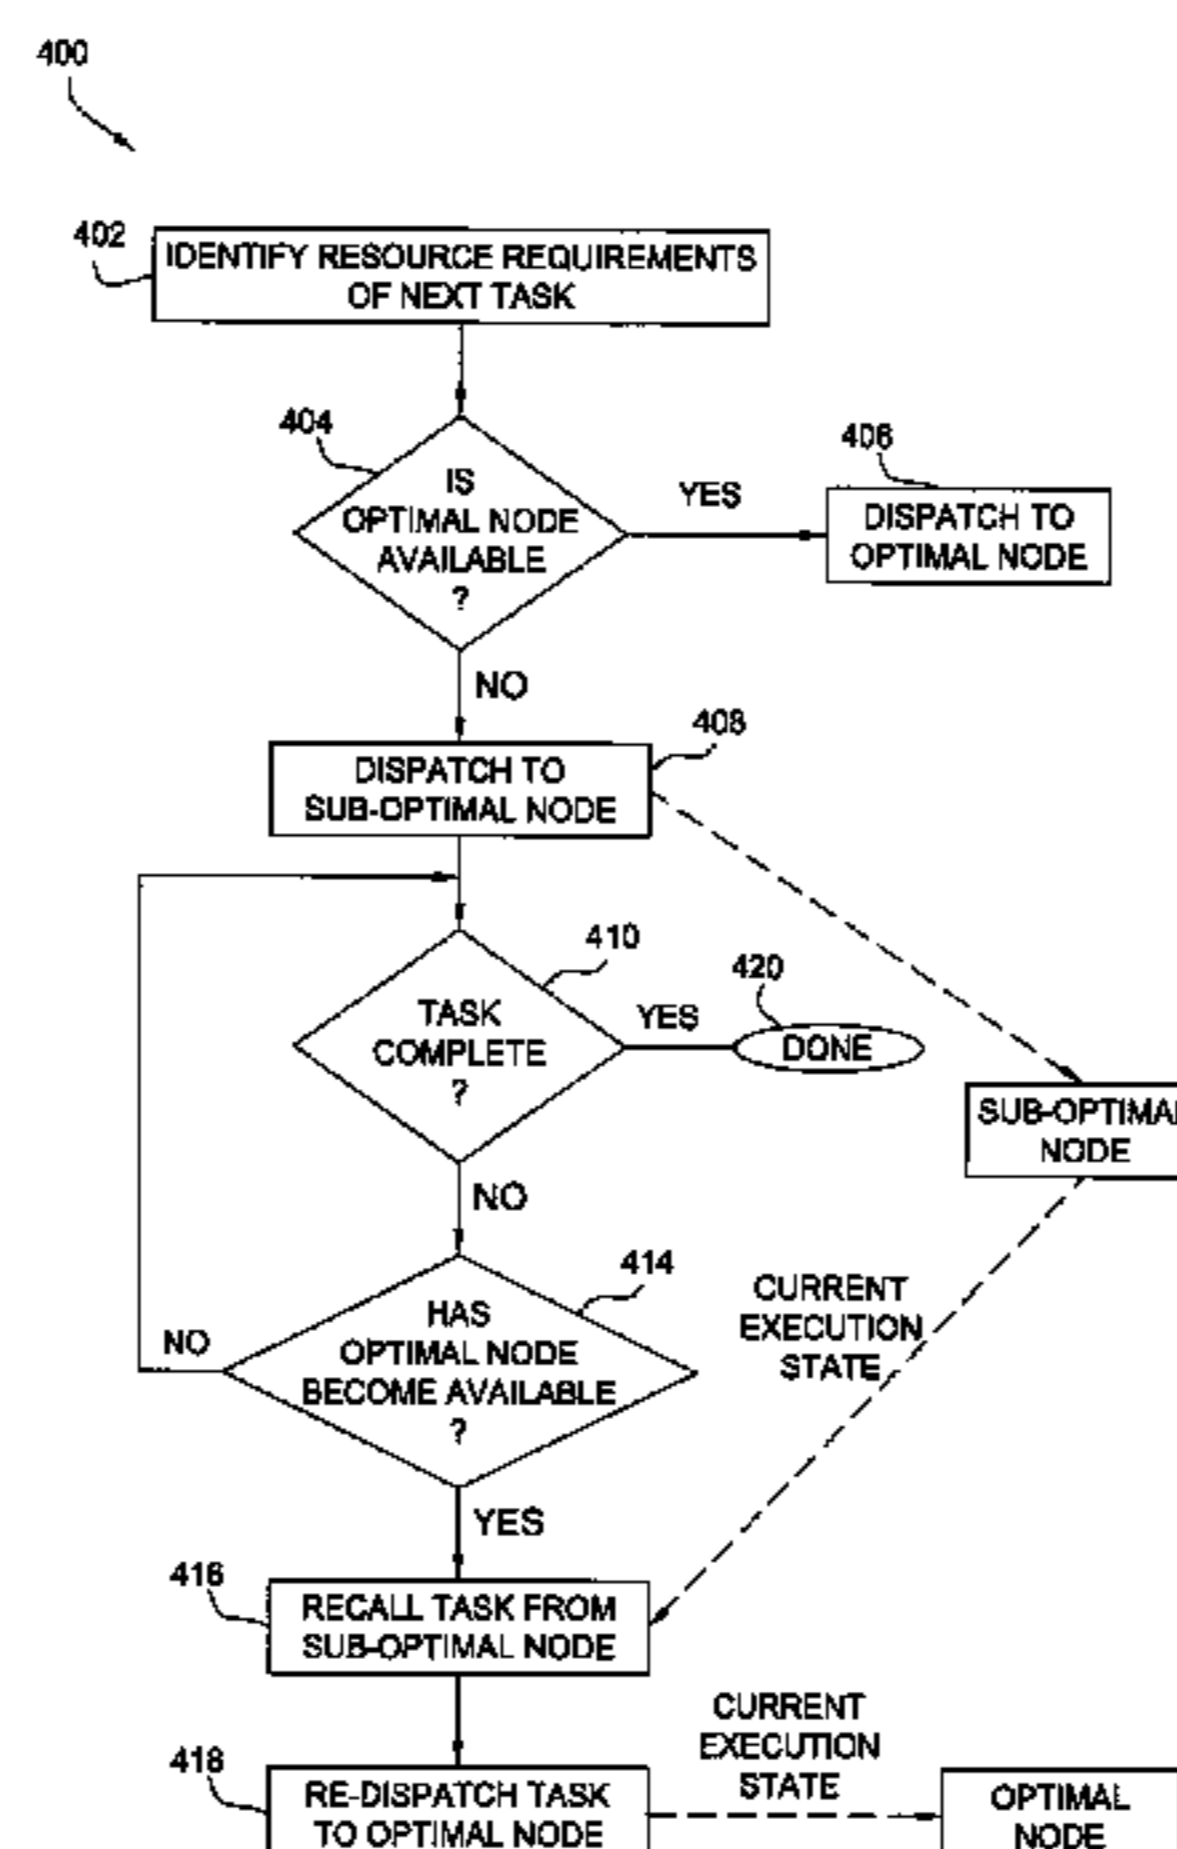 400
402
IDENTIFY RESOURCE REQUIREMENTS
OF NEXT TASK
404
IS
OPTIMAL NODE
AVAILABLE
?
YES
406
DISPATCH TO
OPTIMAL NODE
NO
408
DISPATCH TO
SUB-OPTIMAL NODE
410
TASK
COMPLETE
?
YES
420
DONE
SUB-OPTIMAL
NODE
NO
414
HAS
OPTIMAL NODE
BECOME AVAILABLE
?
NO
CURRENT
EXECUTION
STATE
YES
416
RECALL TASK FROM
SUB-OPTIMAL NODE
418
RE-DISPATCH TASK
TO OPTIMAL NODE
CURRENT
EXECUTION
STATE
OPTIMAL
NODE